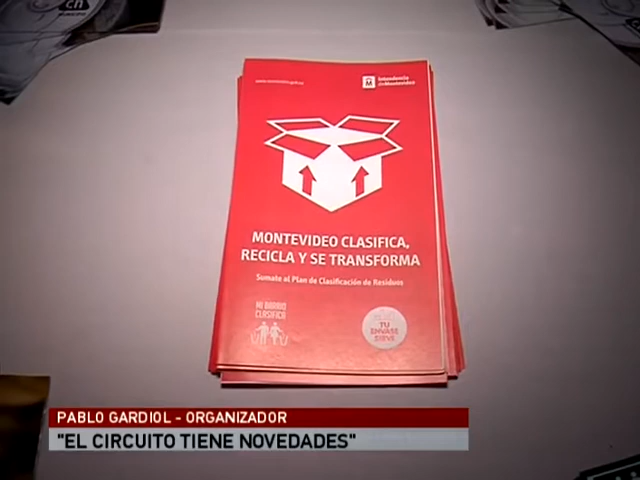 Intendencia
de Montevideo
M
MONTEVIDEO CLASIFICA,
RECICLA Y SE TRANSFORMA
Sumate al Plan de Clasificación de Residuos
MI BARRIO
CLASIFICA
TU
ENVASE
SIRVE
PABLO GARDIOL - ORGANIZADOR
"EL CIRCUITO TIENE NOVEDADES"